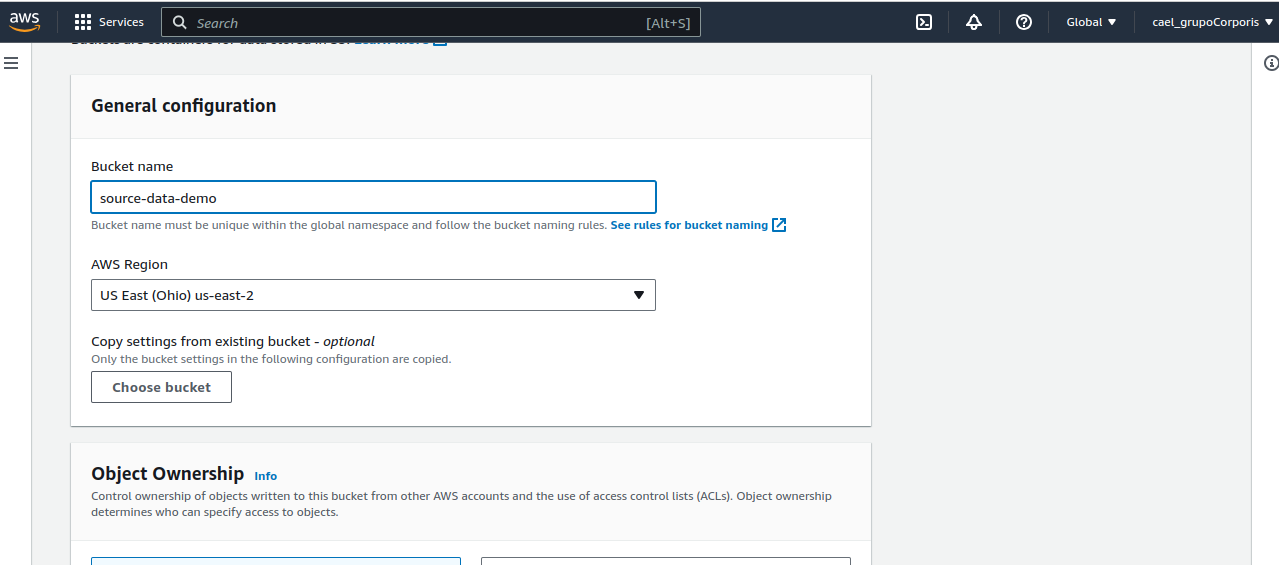 aws Services Search [Alt+S] Global cael_grupoCorporis
General configuration
Bucket name
source-data-demo
Bucket name must be unique within the global namespace and follow the bucket naming rules. See rules for bucket naming
AWS Region
US East (Ohio) us-east-2
Copy settings from existing bucket - optional
Only the bucket settings in the following configuration are copied.
Choose bucket
Object Ownership Info
Control ownership of objects written to this bucket from other AWS accounts and the use of access control lists (ACLs). Object ownership
determines who can specify access to objects.